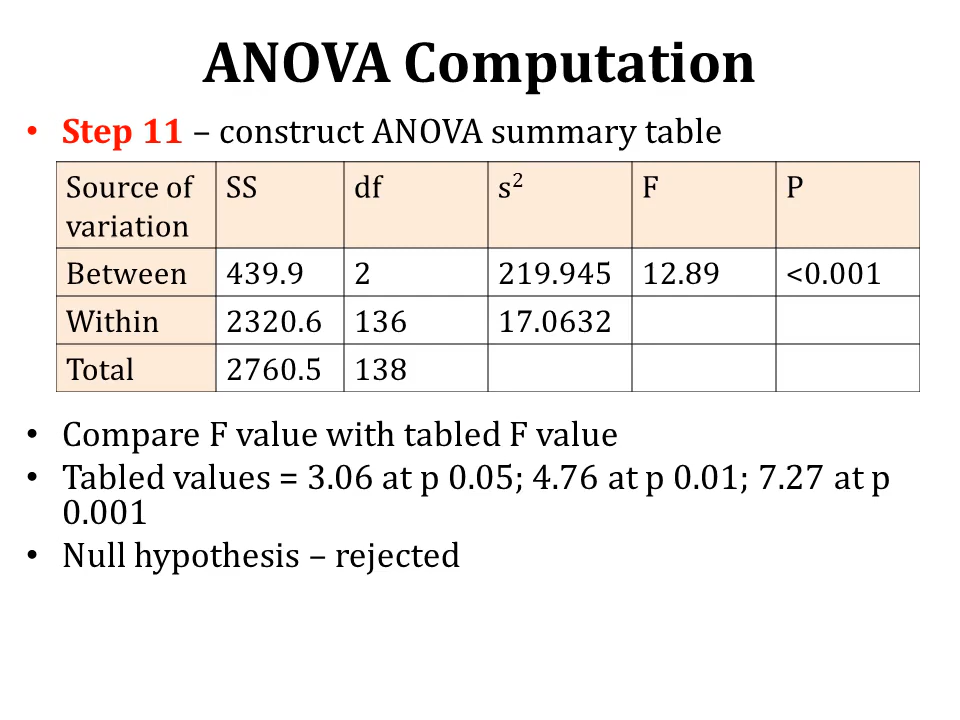 ANOVA Computation
• Step 11 – construct ANOVA summary table
Source of variation SS df s² F P
Between 439.9 2 219.945 12.89 <0.001
Within 2320.6 136 17.0632
Total 2760.5 138
• Compare F value with tabled F value
• Tabled values = 3.06 at p 0.05; 4.76 at p 0.01; 7.27 at p
0.001
• Null hypothesis – rejected